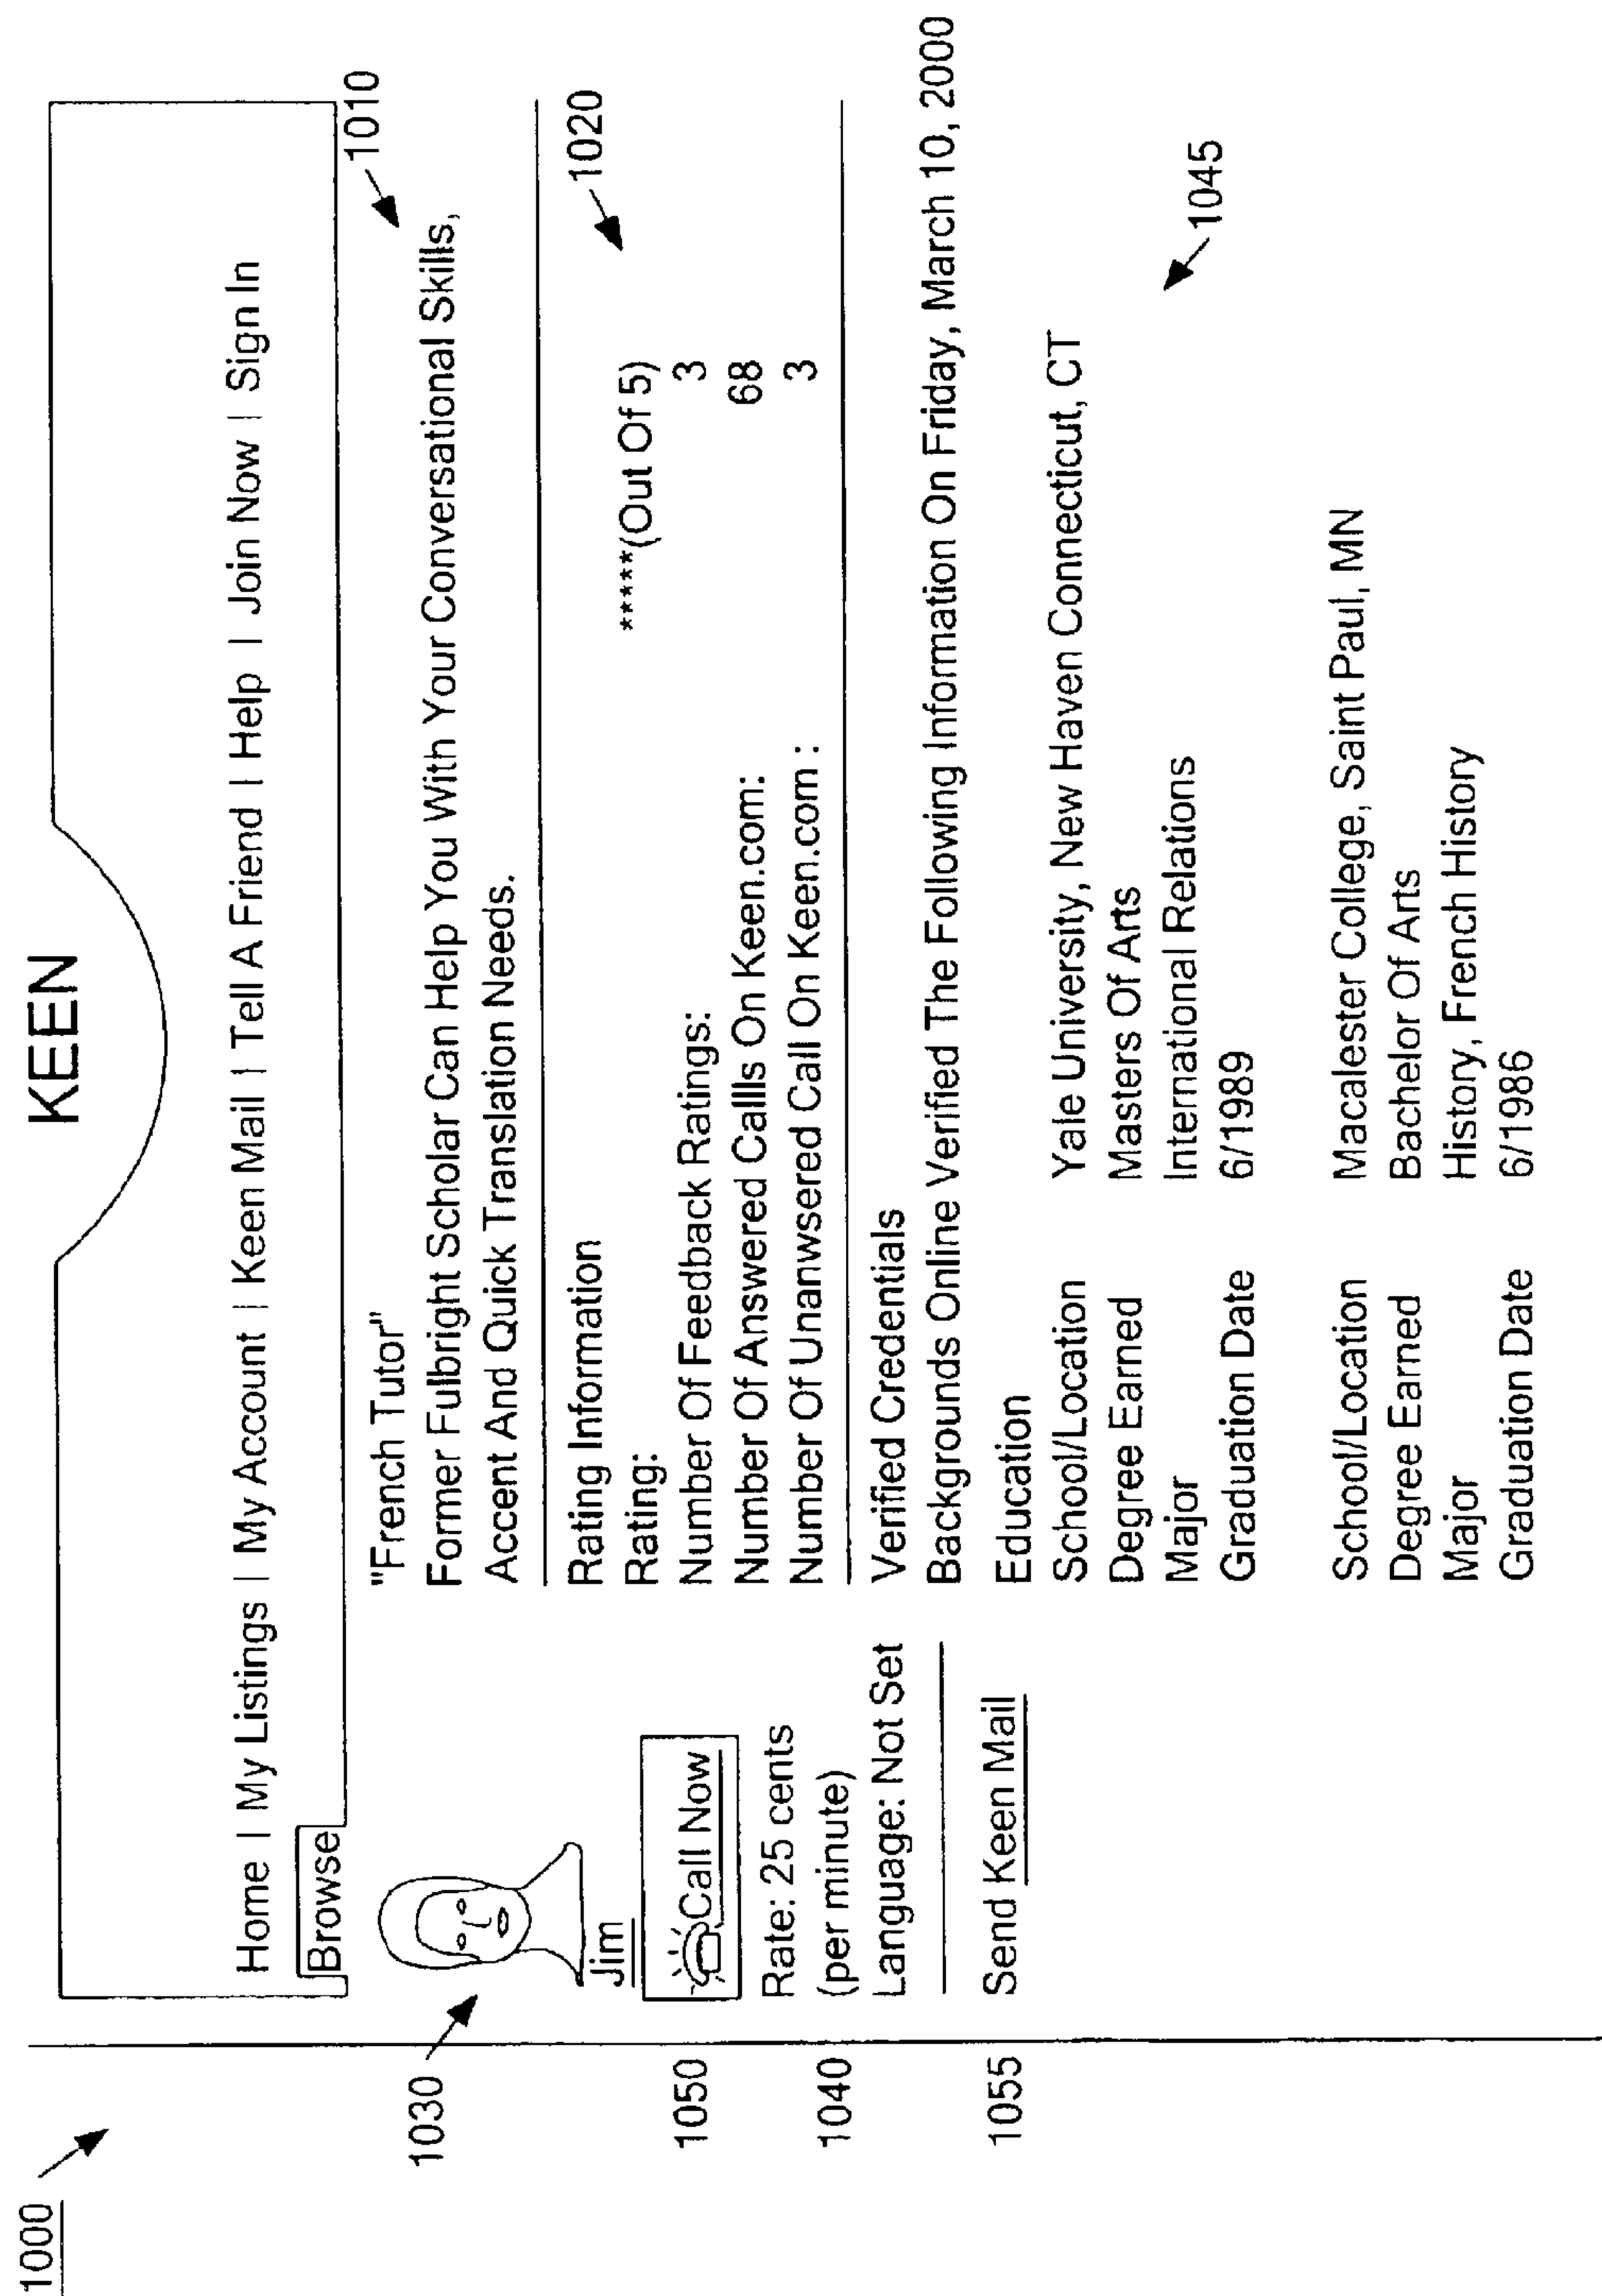 1000
KEEN
Home | My Listings | My Account | Keen Mail | Tell A Friend | Help | Join Now | Sign In
Browse
1010
"French Tutor"
Former Fulbright Scholar Can Help You With Your Conversational Skills,
Accent And Quick Translation Needs.
1030
Jim
1050
Call Now
1040
Rate: 25 cents
(per minute)
Language: Not Set
1055
Send Keen Mail
1020
Rating Information
Rating: *****(Out Of 5)
Number Of Feedback Ratings: 3
Number Of Answered Callls On Keen.com: 68
Number Of Unanwsered Call On Keen.com : 3
Verified Credentials
Backgrounds Online Verified The Following Information On Friday, March 10, 2000
Education
School/Location Yale University, New Haven Connecticut, CT
Degree Earned Masters Of Arts
Major International Relations
Graduation Date 6/1989
1045
School/Location Macalester College, Saint Paul, MN
Degree Earned Bachelor Of Arts
Major History, French History
Graduation Date 6/1986